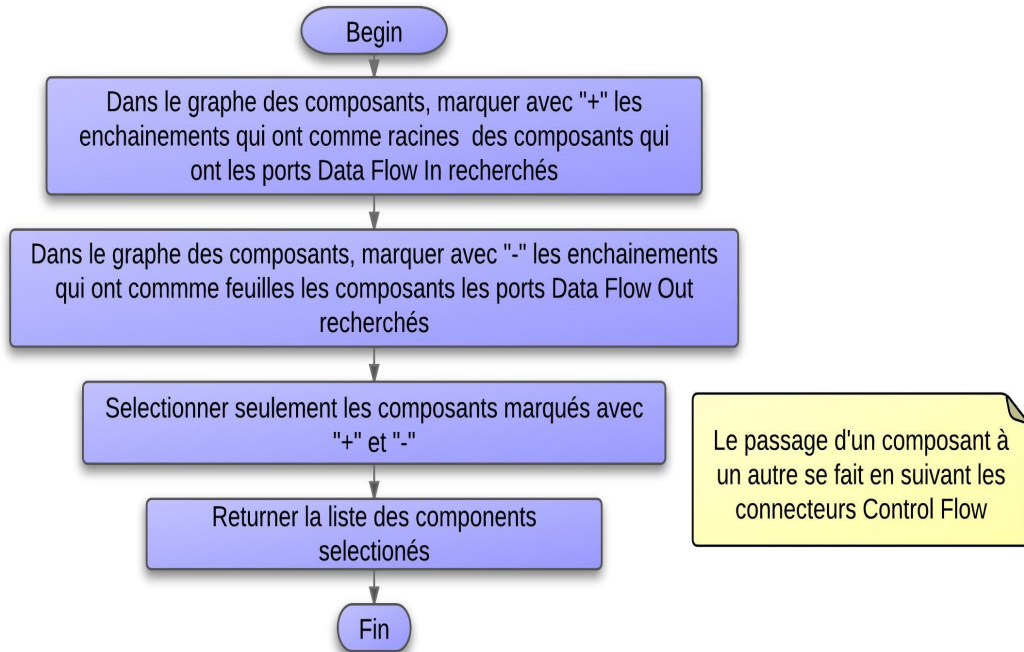 Begin
Dans le graphe des composants, marquer avec "+" les
enchainements qui ont comme racines des composants qui
ont les ports Data Flow In recherchés
Dans le graphe des composants, marquer avec "-" les enchainements
qui ont commme feuilles les composants les ports Data Flow Out
recherchés
Selectionner seulement les composants marqués avec
"+" et "-"
Returner la liste des components
selectionés
Fin
Le passage d'un composant à
un autre se fait en suivant les
connecteurs Control Flow